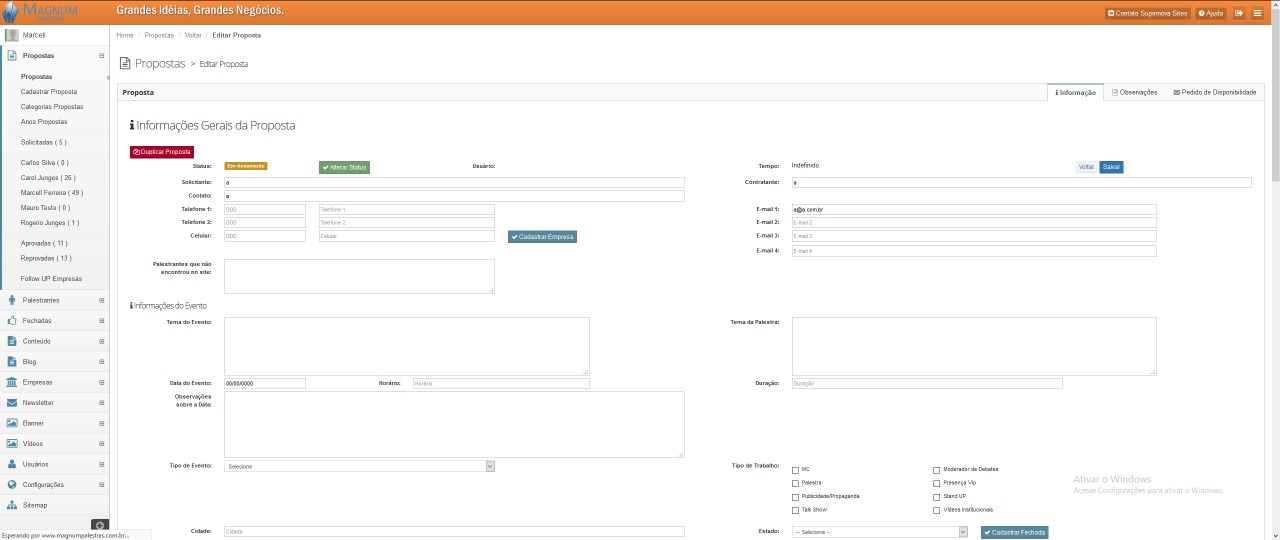 MAGNUM
Grandes Idéias, Grandes Negócios.
Contato Supernova Sites
Ajuda
Marcell
Home / Propostas / Voltar / Editar Proposta
Propostas
Propostas
Cadastrar Proposta
Categorias Propostas
Anos Propostas
Solicitadas ( 5 )
Carlos Silva ( 0 )
Carol Junges ( 26 )
Marcell Ferreira ( 49 )
Mauro Teste ( 0 )
Rogerio Junges ( 1 )
Aprovadas ( 11 )
Reprovadas ( 13 )
Follow UP Empresas
Palestrantes
Fechadas
Conteúdo
Blog
Empresas
Newsletter
Banner
Vídeos
Usuários
Configurações
Sitemap
Propostas > Editar Proposta
Proposta
Informação
Observações
Pedido de Disponibilidade
Informações Gerais da Proposta
Duplicar Proposta
Status: Em Andamento
Alterar Status
Usuário:
Tempo: Indefinido.
Voltar
Salvar
Solicitante: a
Contratante: a
Contato: a
Telefone 1: DDD Telefone 1
E-mail 1: a@a.com.br
Telefone 2: DDD Telefone 2
E-mail 2: E-mail 2
Celular: DDD Celular
Cadastrar Empresa
E-mail 3: E-mail 3
E-mail 4: E-mail 4
Palestrantes que não
encontrou no site:
Informações do Evento
Tema do Evento:
Tema da Palestra:
Data do Evento: 00/00/0000
Horário: Horário
Duração: Duração
Observações
sobre a Data:
Tipo de Evento: Selecione
Tipo de Trabalho:
MC
Moderador de Debates
Palestra
Presença Vip
Publicidade/Propaganda
Stand UP
Talk Show
Vídeos Institucionais
Ativar o Windows
Acesse Configurações para ativar o Windows.
Cidade: Cidade
Estado: -- Selecione --
Cadastrar Fechada
Esperando por www.magnumpalestras.com.br...